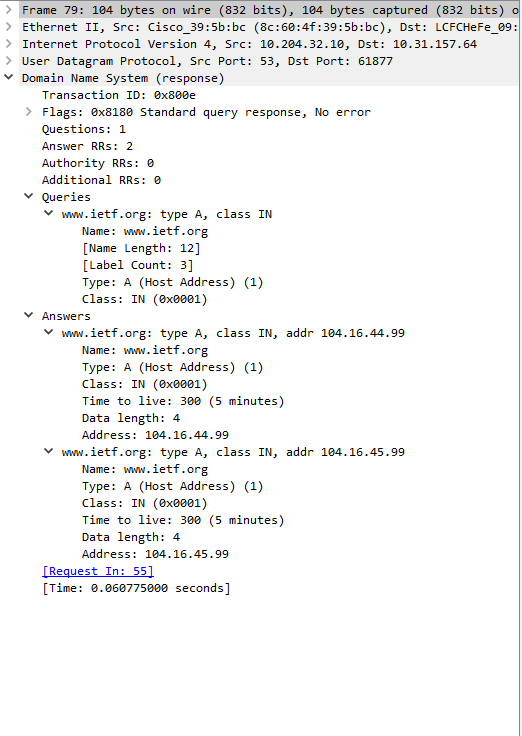 Frame 79: 104 bytes on wire (832 bits), 104 bytes captured (832 bits) o
Ethernet II, Src: Cisco_39:5b:bc (8c:60:4f:39:5b:bc), Dst: LCFCHeFe_09:
Internet Protocol Version 4, Src: 10.204.32.10, Dst: 10.31.157.64
User Datagram Protocol, Src Port: 53, Dst Port: 61877
Domain Name System (response)
Transaction ID: 0x800e
Flags: 0x8180 Standard query response, No error
Questions: 1
Answer RRs: 2
Authority RRs: 0
Additional RRs: 0
Queries
www.ietf.org: type A, class IN
Name: www.ietf.org
[Name Length: 12]
[Label Count: 3]
Type: A (Host Address) (1)
Class: IN (0x0001)
Answers
www.ietf.org: type A, class IN, addr 104.16.44.99
Name: www.ietf.org
Type: A (Host Address) (1)
Class: IN (0x0001)
Time to live: 300 (5 minutes)
Data length: 4
Address: 104.16.44.99
www.ietf.org: type A, class IN, addr 104.16.45.99
Name: www.ietf.org
Type: A (Host Address) (1)
Class: IN (0x0001)
Time to live: 300 (5 minutes)
Data length: 4
Address: 104.16.45.99
[Request In: 55]
[Time: 0.060775000 seconds]